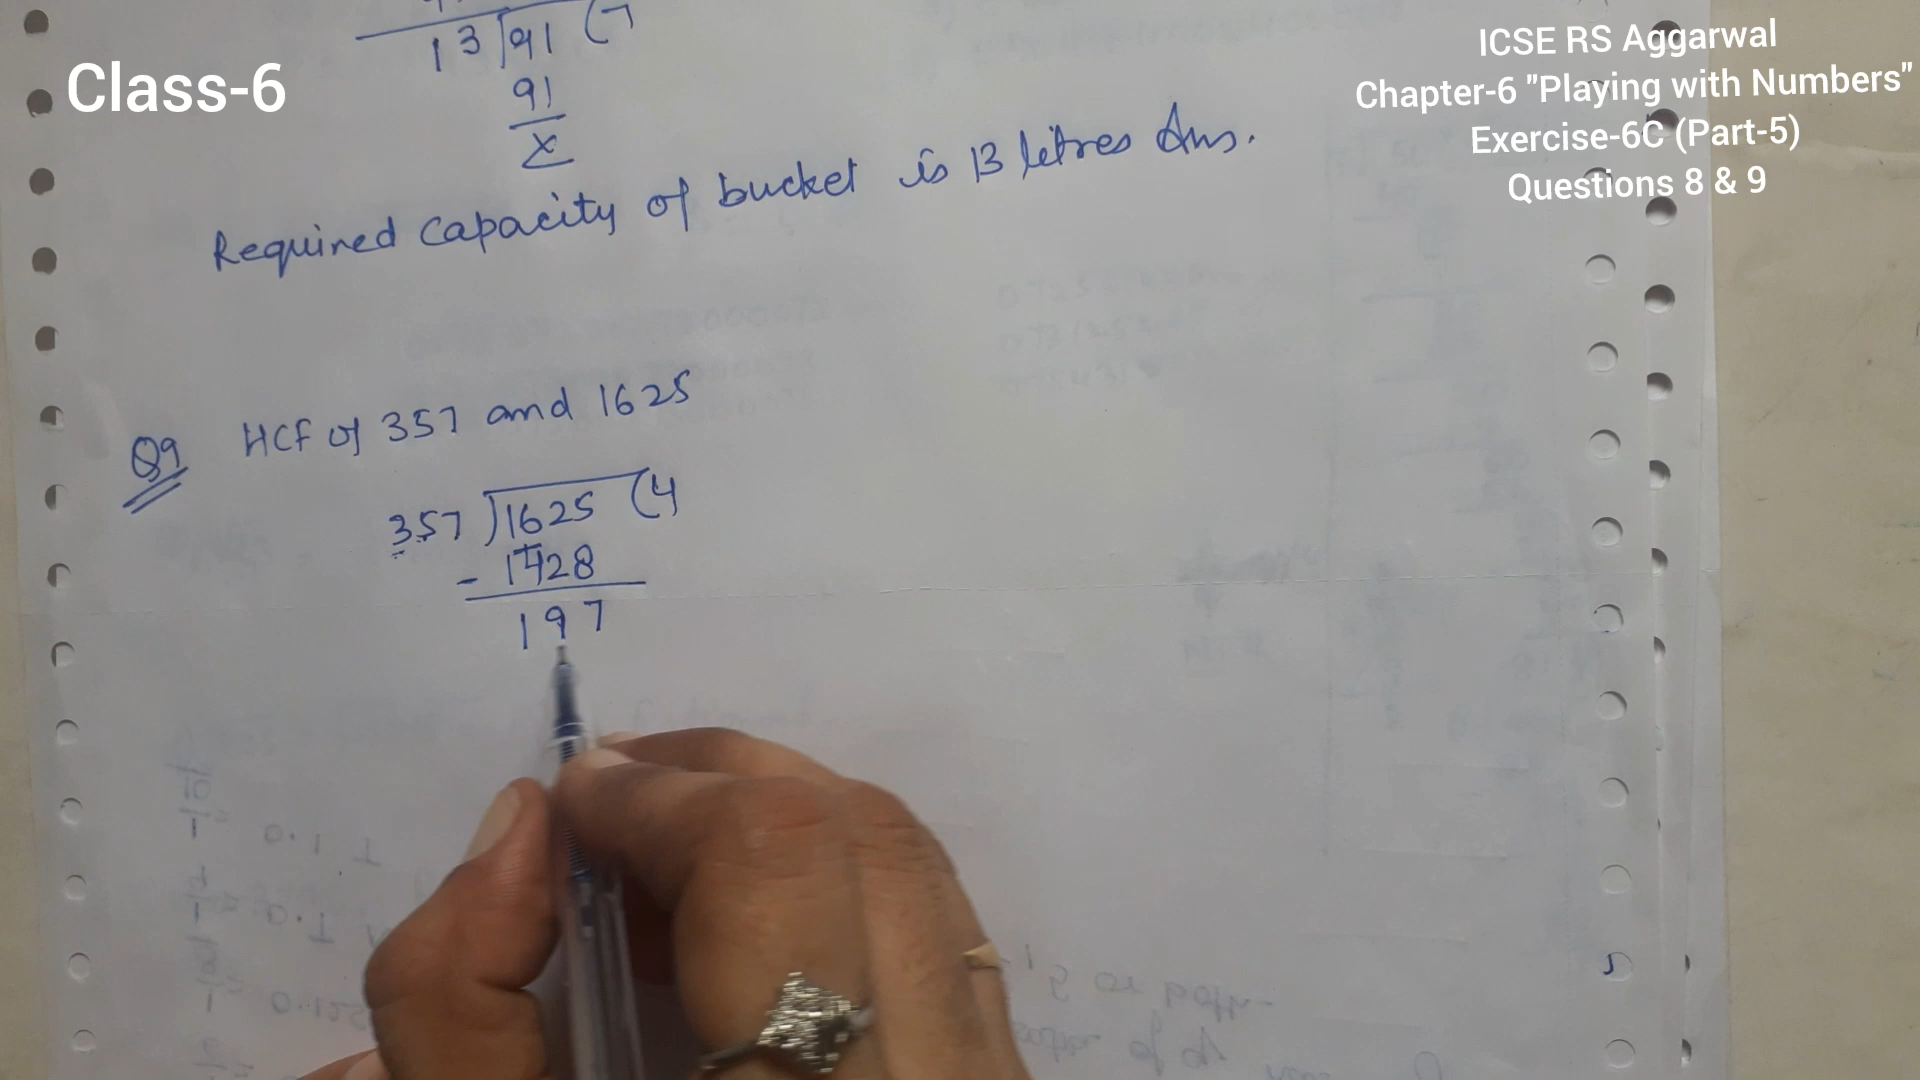 Class-6
ICSE RS Aggarwal
Chapter-6 "Playing with Numbers"
Exercise-6C (Part-5)
Questions 8 & 9
13)91(7
91
x
Required capacity of bucket is 13 litres Ans.
Q9 HCF of 357 and 1625
357)1625(4
- 1428
197